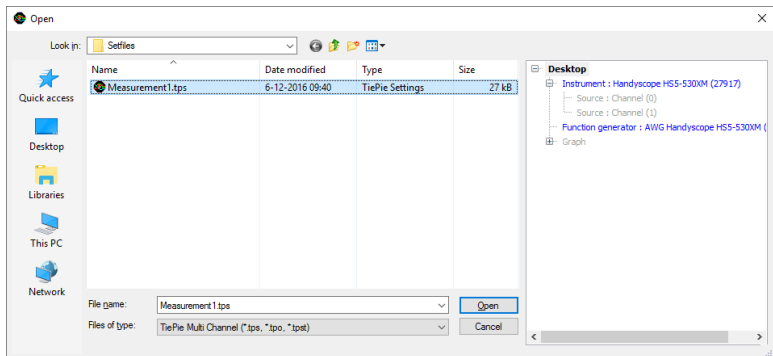 Open
Look in: Setfiles
Quick access
Desktop
Libraries
This PC
Network
Name Date modified Type Size
Measurement1.tps 6-12-2016 09:40 TiePie Settings 27 kB
File name: Measurement1.tps Open
Files of type: TiePie Multi Channel (*.tps, *.tpo, *.tpst) Cancel
Desktop
Instrument : Handyscope HS5-530XM (27917)
Source : Channel (0)
Source : Channel (1)
Function generator : AWG Handyscope HS5-530XM (
Graph